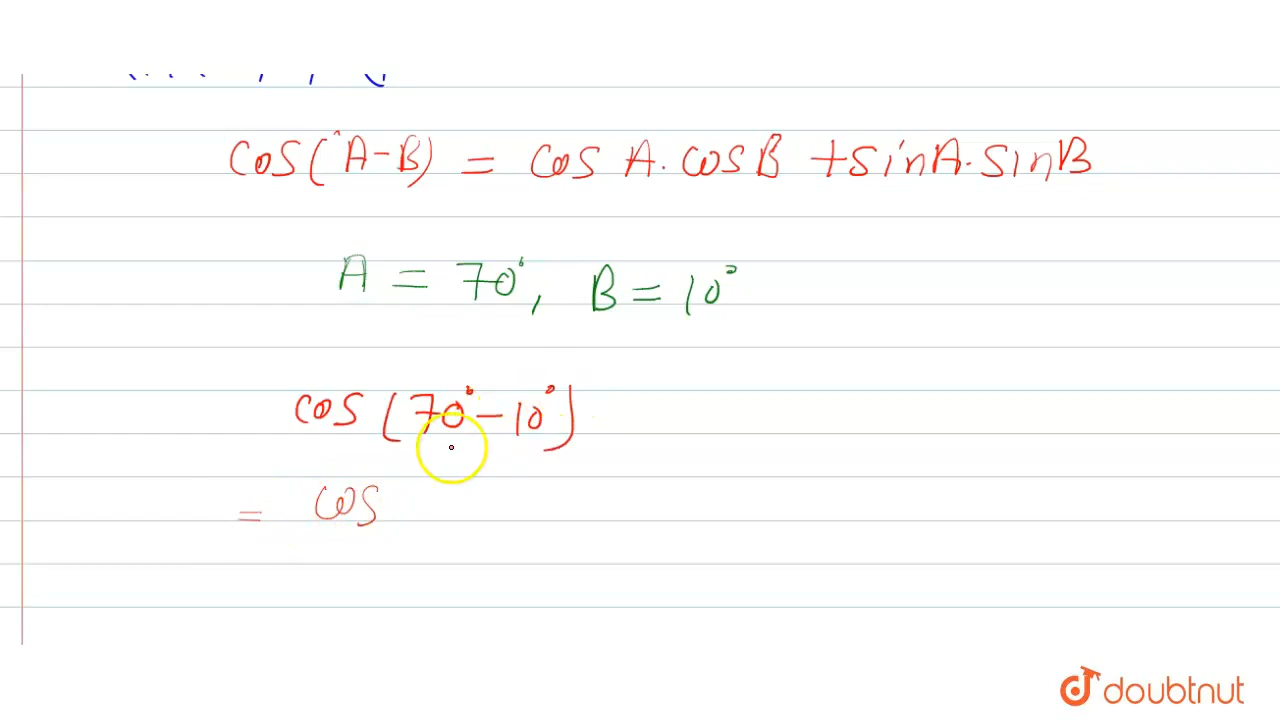 cos(A-B) = cos A. cos B + sin A. sin B
A = 70°, B = 10°
cos (70° - 10°)
= cos
doubtnut